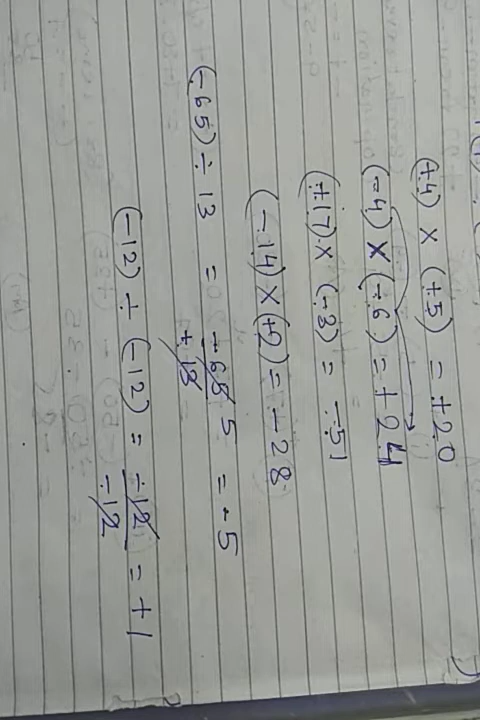 (+4) × (+5) = +20
(-4) × (-6) = +24
(+17) × (-3) = -51
(-14) × (+2) = -28
(-65) ÷ 13 = -65/+13 5 = -5
(-12) ÷ (-12) = -12/-12 = +1